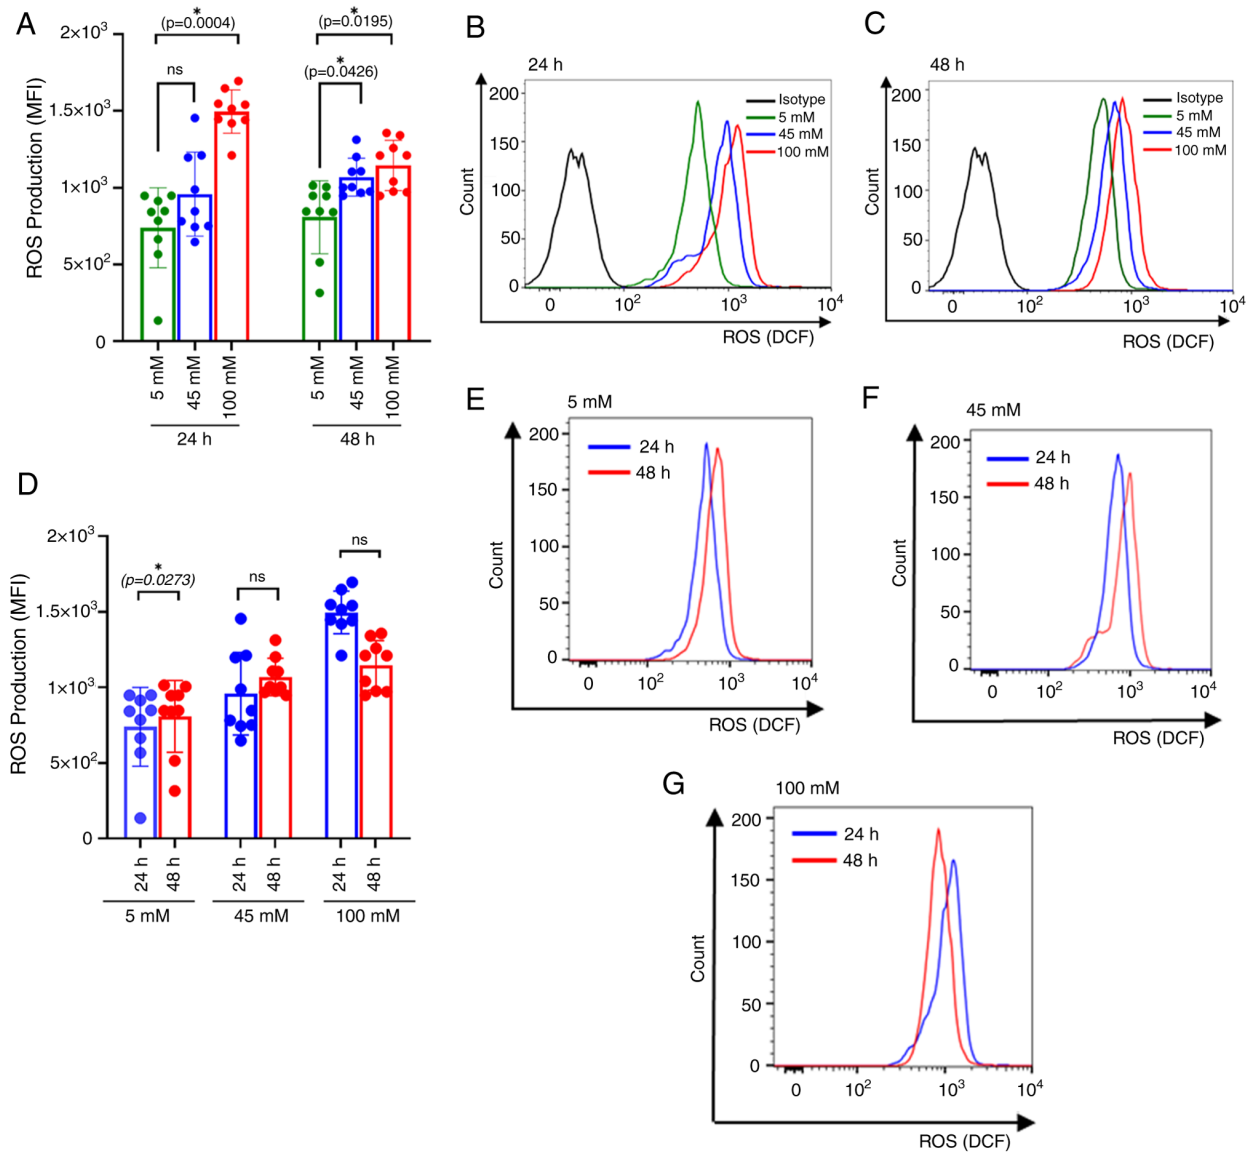 A
2×10³
1.5×10³
1×10³
5×10²
0
ROS Production (MFI)
*
(p=0.0004)
ns
*
(p=0.0195)
*
(p=0.0426)
5 mM
45 mM
100 mM
24 h
5 mM
45 mM
100 mM
48 h
B
24 h
200
150
100
50
0
Count
Isotype
5 mM
45 mM
100 mM
0
10²
10³
10⁴
ROS (DCF)
C
48 h
200
150
100
50
0
Count
Isotype
5 mM
45 mM
100 mM
0
10²
10³
10⁴
ROS (DCF)
D
2×10³
1.5×10³
1×10³
5×10²
0
ROS Production (MFI)
*
(p=0.0273)
ns
ns
24 h
48 h
5 mM
24 h
48 h
45 mM
24 h
48 h
100 mM
E
5 mM
200
150
100
50
0
Count
24 h
48 h
0
10²
10³
10⁴
ROS (DCF)
F
45 mM
200
150
100
50
0
Count
24 h
48 h
0
10²
10³
10⁴
ROS (DCF)
G
100 mM
200
150
100
50
0
Count
24 h
48 h
0
10²
10³
10⁴
ROS (DCF)